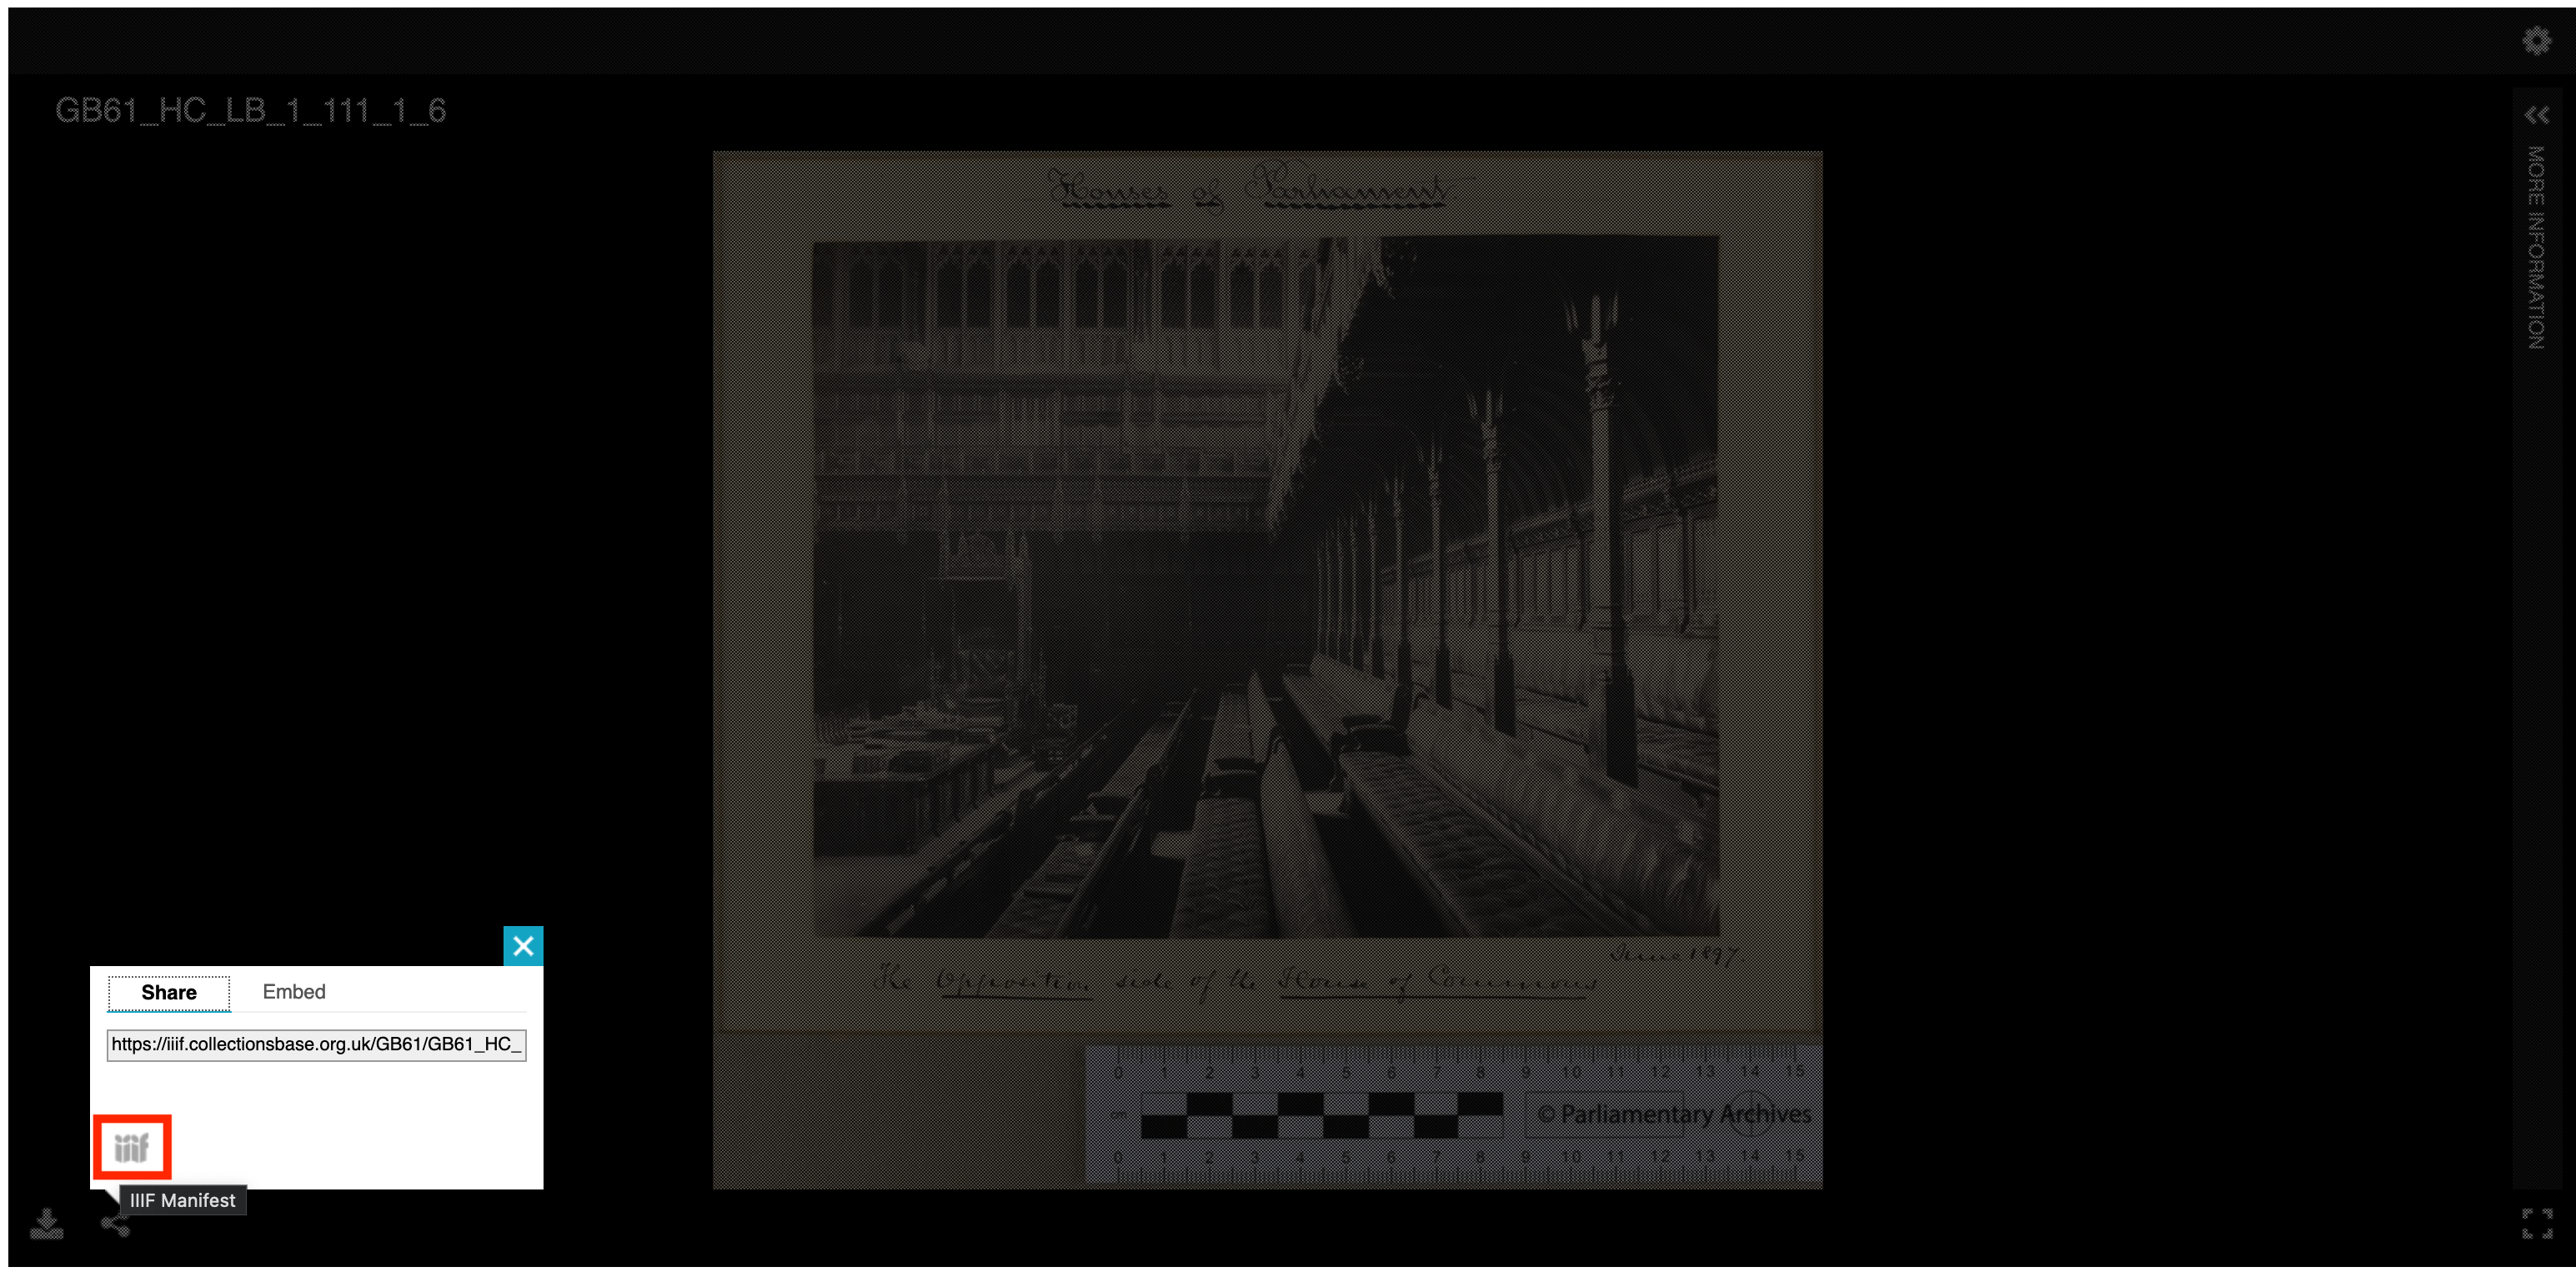 GB61_HC_LB_1_111_1_6
MORE INFORMATION
Houses of Parliament.
June 1897.
The Opposition side of the House of Commons
0 1 2 3 4 5 6 7 8 9 10 11 12 13 14 15
cm
© Parliamentary Archives
0 1 2 3 4 5 6 7 8 9 10 11 12 13 14 15
Share Embed
https://iiif.collectionsbase.org.uk/GB61/GB61_HC_
iiif
IIIF Manifest